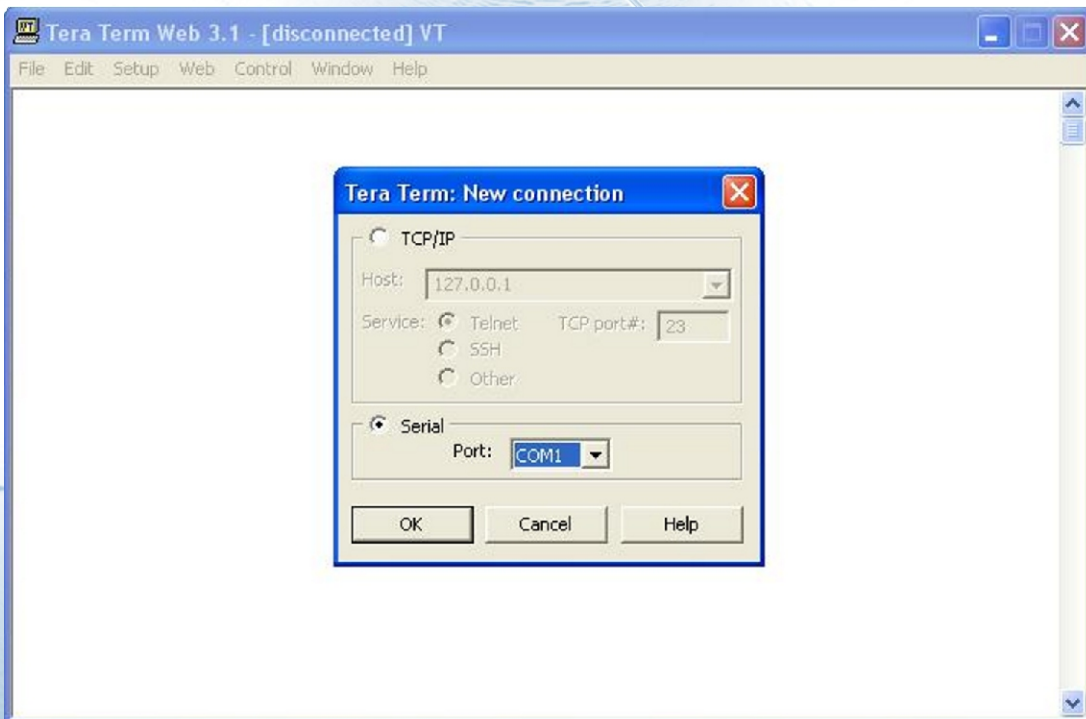 Tera Term Web 3.1 - [disconnected] VT
File Edit Setup Web Control Window Help
Tera Term: New connection
TCP/IP
Host: 127.0.0.1
Service: Telnet TCP port#: 23
SSH
Other
Serial
Port: COM1
OK Cancel Help